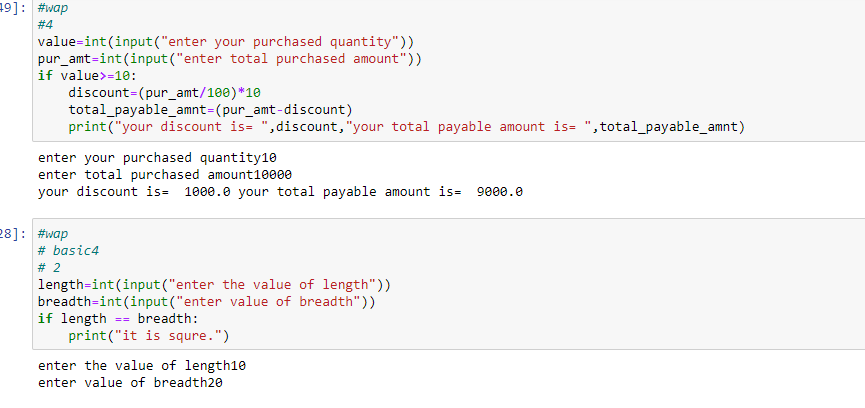 49]: #wap
#4
value=int(input("enter your purchased quantity"))
pur_amt=int(input("enter total purchased amount"))
if value>=10:
    discount=(pur_amt/100)*10
    total_payable_amnt=(pur_amt-discount)
    print("your discount is= ",discount,"your total payable amount is= ",total_payable_amnt)
enter your purchased quantity10
enter total purchased amount10000
your discount is=  1000.0 your total payable amount is=  9000.0
28]: #wap
# basic4
# 2
length=int(input("enter the value of length"))
breadth=int(input("enter value of breadth"))
if length == breadth:
    print("it is squre.")
enter the value of length10
enter value of breadth20